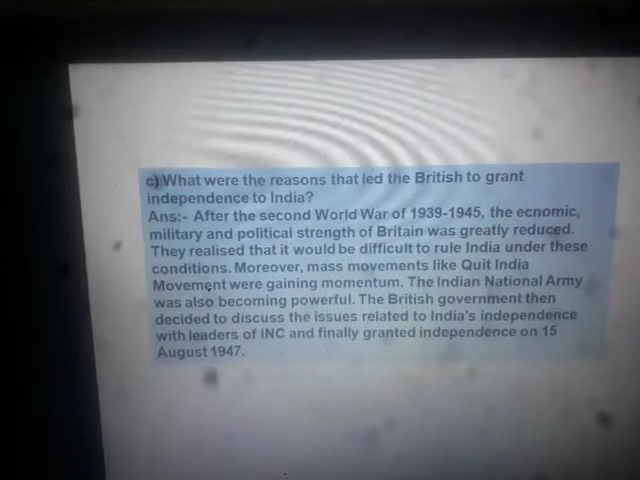 c) What were the reasons that led the British to grant
independence to India?
Ans:- After the second World War of 1939-1945, the ecnomic,
military and political strength of Britain was greatly reduced.
They realised that it would be difficult to rule India under these
conditions. Moreover, mass movements like Quit India
Movement were gaining momentum. The Indian National Army
was also becoming powerful. The British government then
decided to discuss the issues related to India's independence
with leaders of INC and finally granted independence on 15
August 1947.